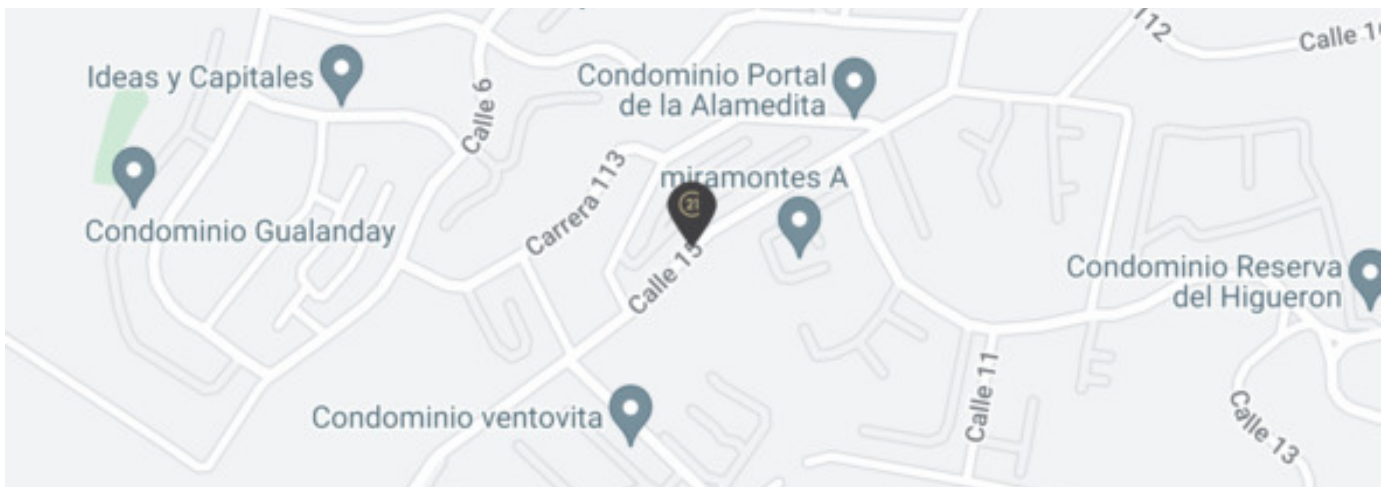 112
Calle 1
Ideas y Capitales
Condominio Portal
de la Alamedita
Calle 6
Carrera 113
miramontes A
21
Condominio Gualanday
Calle 15
Condominio Reserva
del Higueron
Calle 11
Condominio ventovita
Calle 13